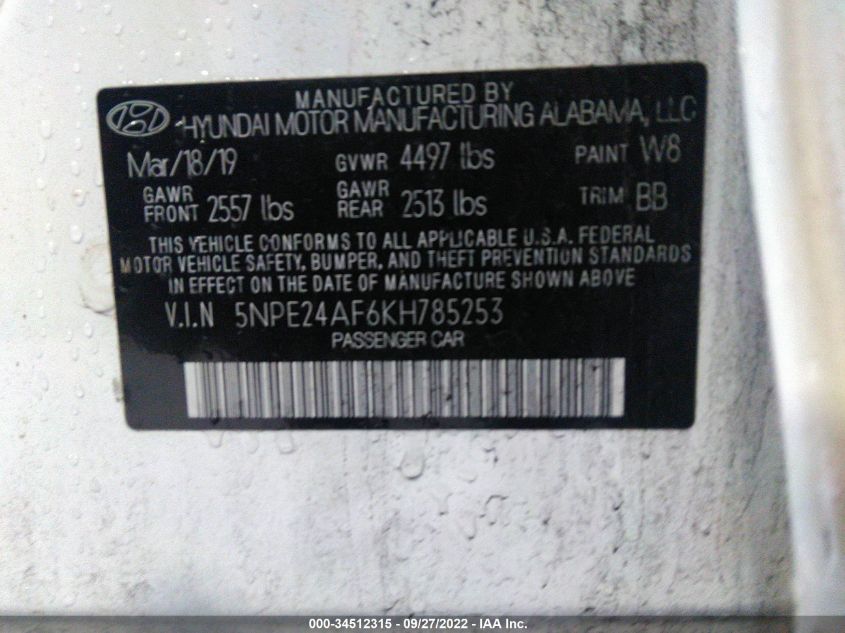 MANUFACTURED BY
HYUNDAI MOTOR MANUFACTURING ALABAMA, LLC
Mar/18/19 GVWR 4497 lbs PAINT W8
GAWR FRONT 2557 lbs GAWR REAR 2513 lbs TRIM BB
THIS VEHICLE CONFORMS TO ALL APPLICABLE U.S.A. FEDERAL
MOTOR VEHICLE SAFETY, BUMPER, AND THEFT PREVENTION STANDARDS
IN EFFECT ON THE DATE OF MANUFACTURE SHOWN ABOVE.
V.I.N 5NPE24AF6KH785253
PASSENGER CAR
000-34512315 - 09/27/2022 - IAA Inc.